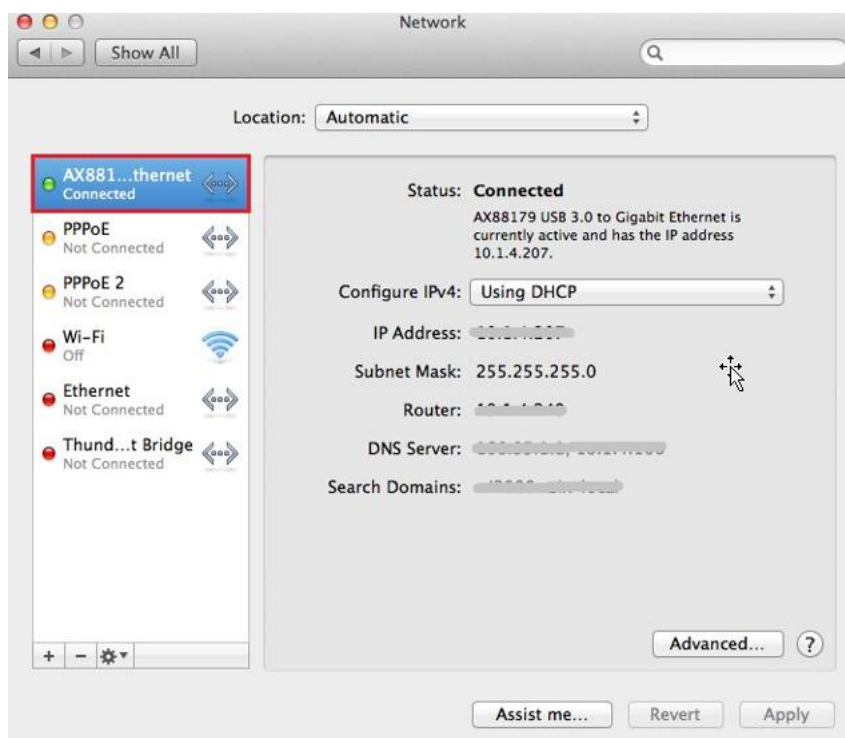 Network
Show All
Location: Automatic
AX881...thernet
Connected
PPPoE
Not Connected
PPPoE 2
Not Connected
Wi-Fi
Off
Ethernet
Not Connected
Thund...t Bridge
Not Connected
Status: Connected
AX88179 USB 3.0 to Gigabit Ethernet is
currently active and has the IP address
10.1.4.207.
Configure IPv4: Using DHCP
IP Address:
Subnet Mask: 255.255.255.0
Router:
DNS Server:
Search Domains:
Advanced... ?
+ −
Assist me... Revert Apply